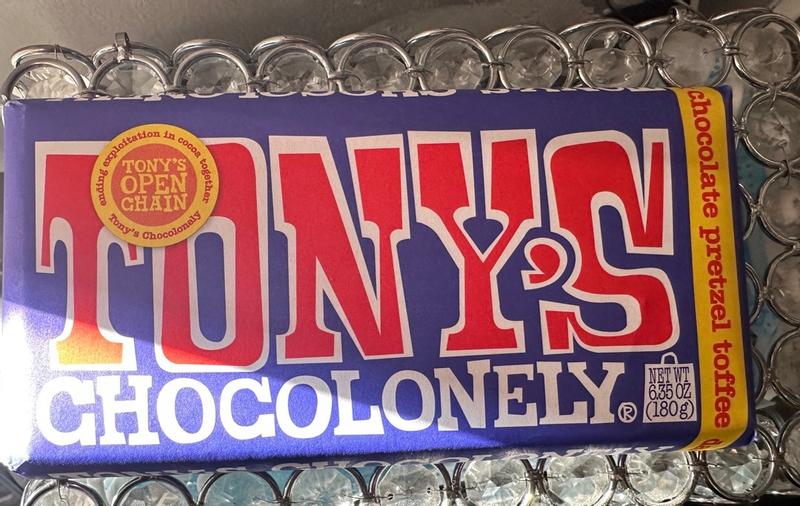 ending exploitation in cocoa together
TONY'S
OPEN
CHAIN
Tony's Chocolonely
TONY'S
CHOCOLONELY®
NET WT
6.35 OZ
(180g)
chocolate pretzel toffee